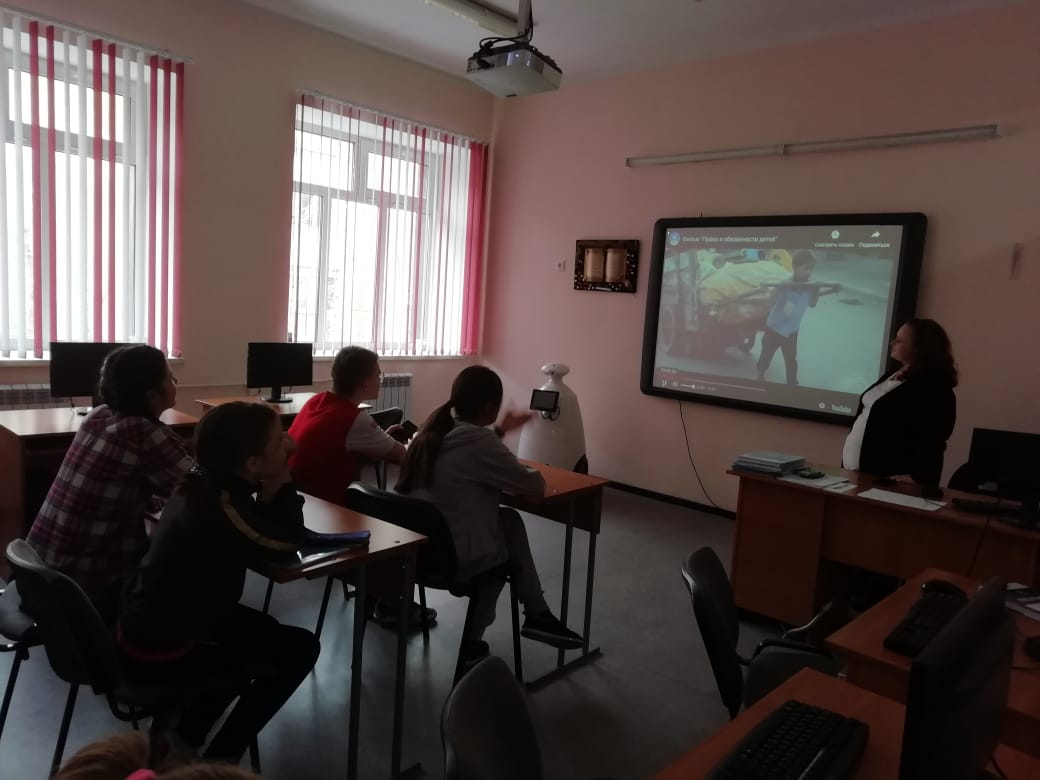 Фильм "Права и обязанности детей"
Смотреть позже Поделиться
YouTube